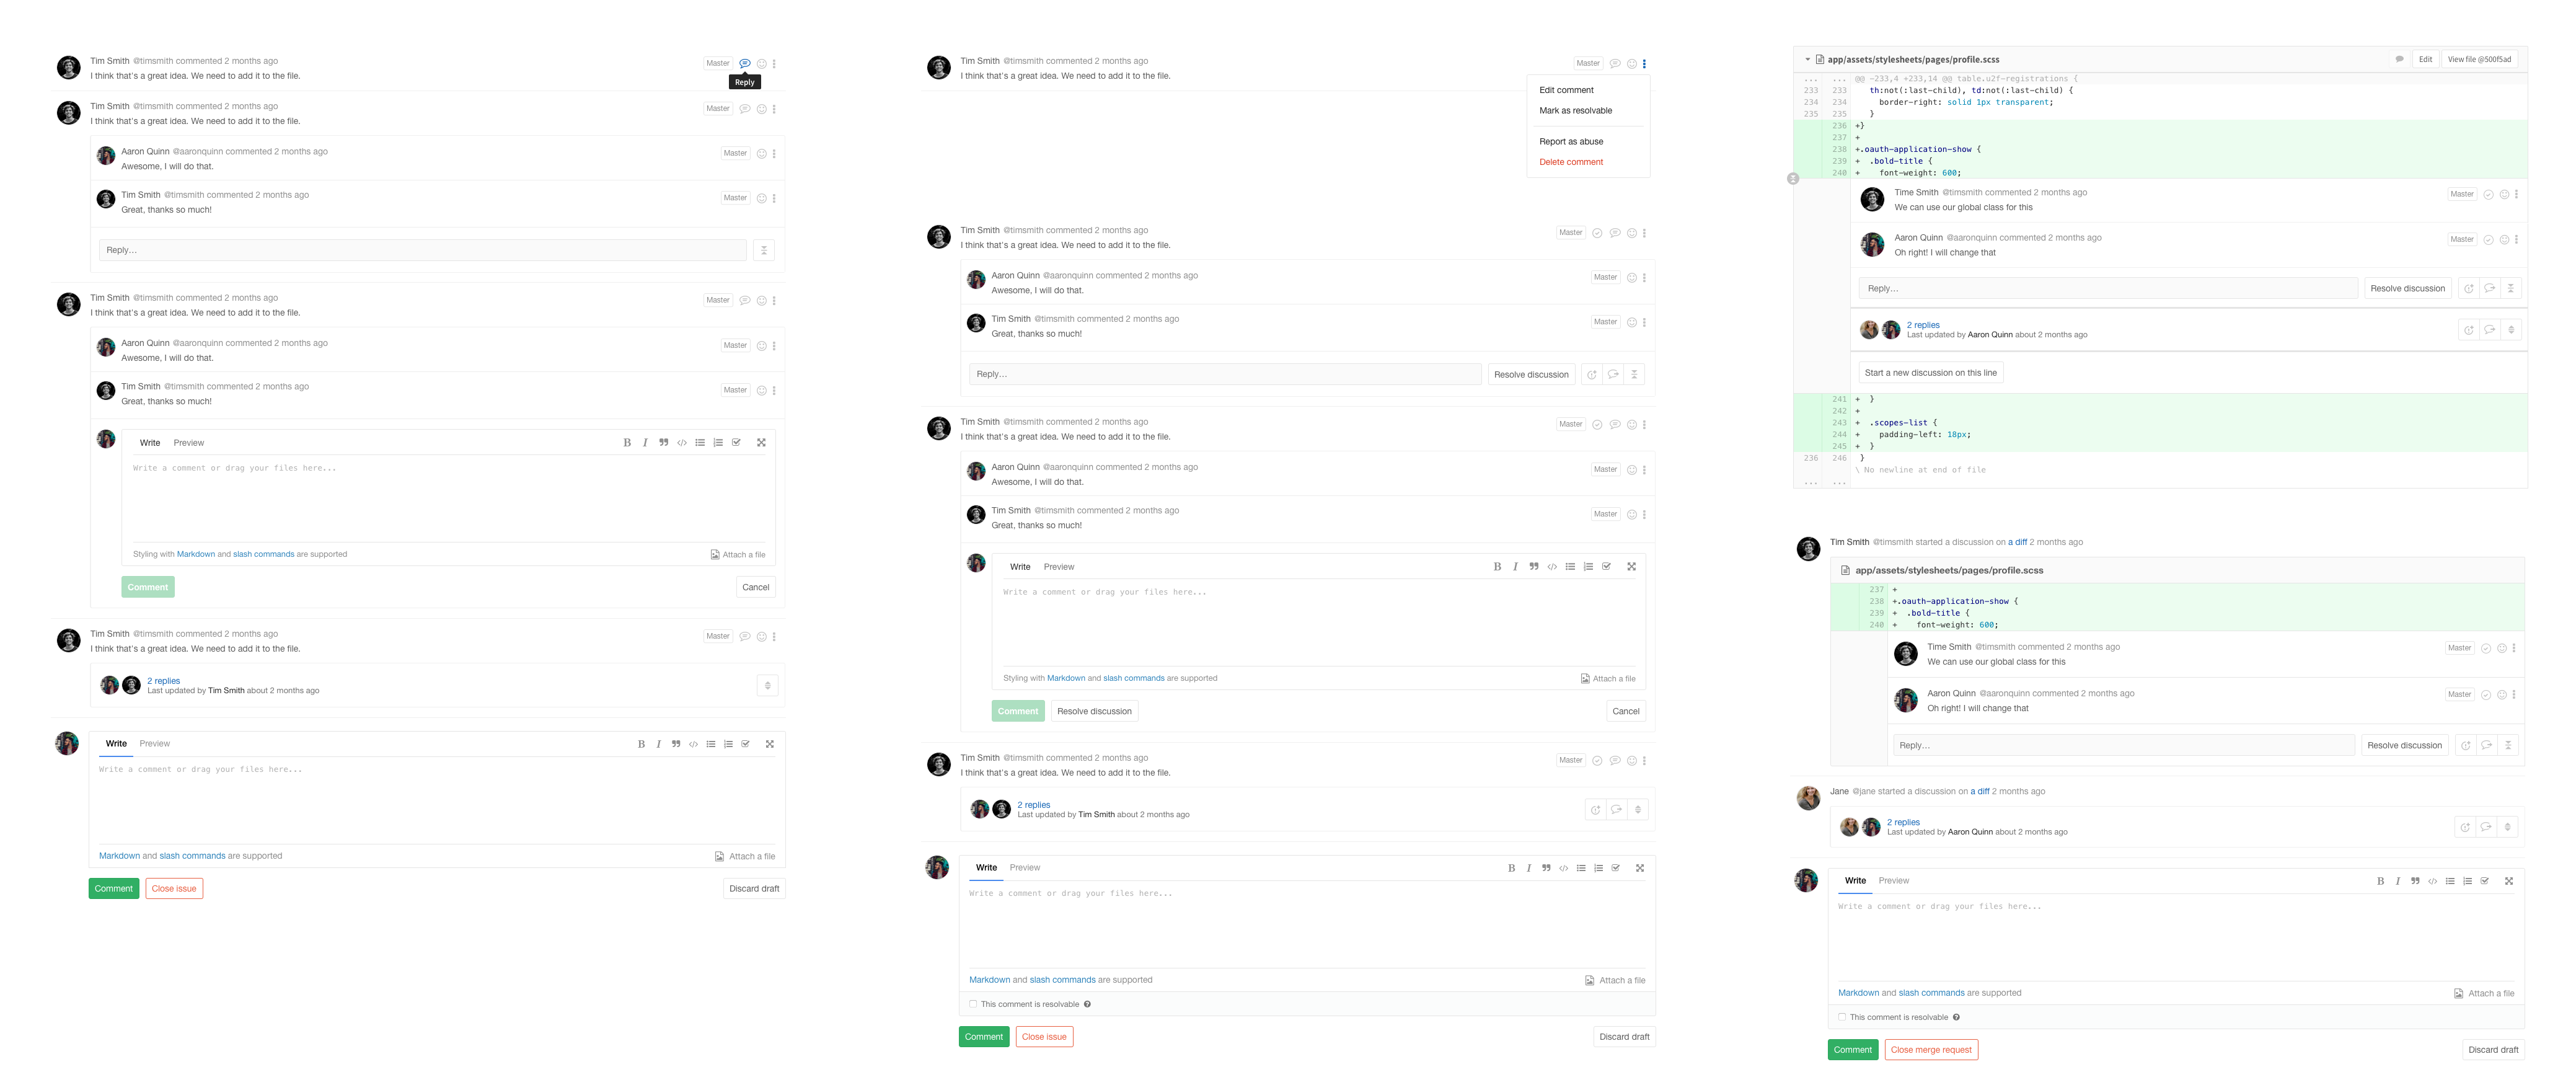 Tim Smith @timsmith commented 2 months ago
Master
I think that's a great idea. We need to add it to the file.
Reply
Tim Smith @timsmith commented 2 months ago
Master
I think that's a great idea. We need to add it to the file.
Aaron Quinn @aaronquinn commented 2 months ago
Master
Awesome, I will do that.
Tim Smith @timsmith commented 2 months ago
Master
Great, thanks so much!
Reply...
Tim Smith @timsmith commented 2 months ago
Master
I think that's a great idea. We need to add it to the file.
Aaron Quinn @aaronquinn commented 2 months ago
Master
Awesome, I will do that.
Tim Smith @timsmith commented 2 months ago
Master
Great, thanks so much!
Write Preview
Write a comment or drag your files here...
Styling with Markdown and slash commands are supported
Attach a file
Comment
Cancel
Tim Smith @timsmith commented 2 months ago
Master
I think that's a great idea. We need to add it to the file.
2 replies
Last updated by Tim Smith about 2 months ago
Write Preview
Write a comment or drag your files here...
Markdown and slash commands are supported
Attach a file
Comment
Close issue
Discard draft
Tim Smith @timsmith commented 2 months ago
Master
I think that's a great idea. We need to add it to the file.
Edit comment
Mark as resolvable
Report as abuse
Delete comment
Tim Smith @timsmith commented 2 months ago
Master
I think that's a great idea. We need to add it to the file.
Aaron Quinn @aaronquinn commented 2 months ago
Master
Awesome, I will do that.
Tim Smith @timsmith commented 2 months ago
Master
Great, thanks so much!
Reply...
Resolve discussion
Tim Smith @timsmith commented 2 months ago
Master
I think that's a great idea. We need to add it to the file.
Aaron Quinn @aaronquinn commented 2 months ago
Master
Awesome, I will do that.
Tim Smith @timsmith commented 2 months ago
Master
Great, thanks so much!
Write Preview
Write a comment or drag your files here...
Styling with Markdown and slash commands are supported
Attach a file
Comment
Resolve discussion
Cancel
Tim Smith @timsmith commented 2 months ago
Master
I think that's a great idea. We need to add it to the file.
2 replies
Last updated by Tim Smith about 2 months ago
Write Preview
Write a comment or drag your files here...
Markdown and slash commands are supported
Attach a file
This comment is resolvable
Comment
Close issue
Discard draft
app/assets/stylesheets/pages/profile.scss
Edit
View file @500f5ad
... ... @@ -233,4 +233,14 @@ table.u2f-registrations {
233 233 th:not(:last-child), td:not(:last-child) {
234 234 border-right: solid 1px transparent;
235 235 }
236 +}
237 +
238 +.oauth-application-show {
239 + .bold-title {
240 + font-weight: 600;
Time Smith @timsmith commented 2 months ago
Master
We can use our global class for this
Aaron Quinn @aaronquinn commented 2 months ago
Master
Oh right! I will change that
Reply...
Resolve discussion
2 replies
Last updated by Aaron Quinn about 2 months ago
Start a new discussion on this line
241 + }
242 +
243 + .scopes-list {
244 + padding-left: 18px;
245 + }
236 246 }
\ No newline at end of file
... ...
Tim Smith @timsmith started a discussion on a diff 2 months ago
app/assets/stylesheets/pages/profile.scss
237 +
238 +.oauth-application-show {
239 + .bold-title {
240 + font-weight: 600;
Time Smith @timsmith commented 2 months ago
Master
We can use our global class for this
Aaron Quinn @aaronquinn commented 2 months ago
Master
Oh right! I will change that
Reply...
Resolve discussion
Jane @jane started a discussion on a diff 2 months ago
2 replies
Last updated by Aaron Quinn about 2 months ago
Write Preview
Write a comment or drag your files here...
Markdown and slash commands are supported
Attach a file
This comment is resolvable
Comment
Close merge request
Discard draft